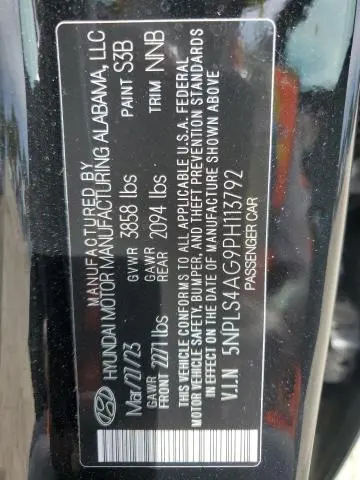 MANUFACTURED BY
HYUNDAI MOTOR MANUFACTURING ALABAMA, LLC
Mar/27/23 GVWR 3858 lbs PAINT S3B
GAWR FRONT 2271 lbs GAWR REAR 2094 lbs TRIM NNB
THIS VEHICLE CONFORMS TO ALL APPLICABLE U.S.A. FEDERAL
MOTOR VEHICLE SAFETY, BUMPER, AND THEFT PREVENTION STANDARDS
IN EFFECT ON THE DATE OF MANUFACTURE SHOWN ABOVE
V.I.N 5NPLS4AG9PH113792
PASSENGER CAR